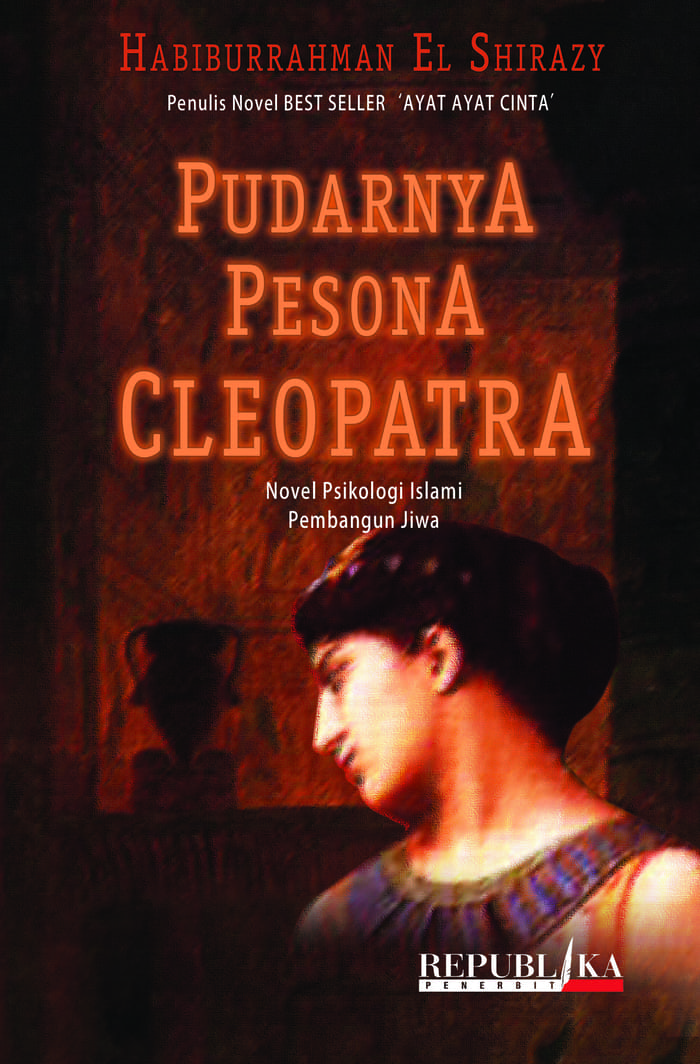 HABIBURRAHMAN EL SHIRAZY
Penulis Novel BEST SELLER ‘AYAT AYAT CINTA’
PUDARNYA
PESONA
CLEOPATRA
Novel Psikologi Islami
Pembangun Jiwa
REPUBLIKA
PENERBIT